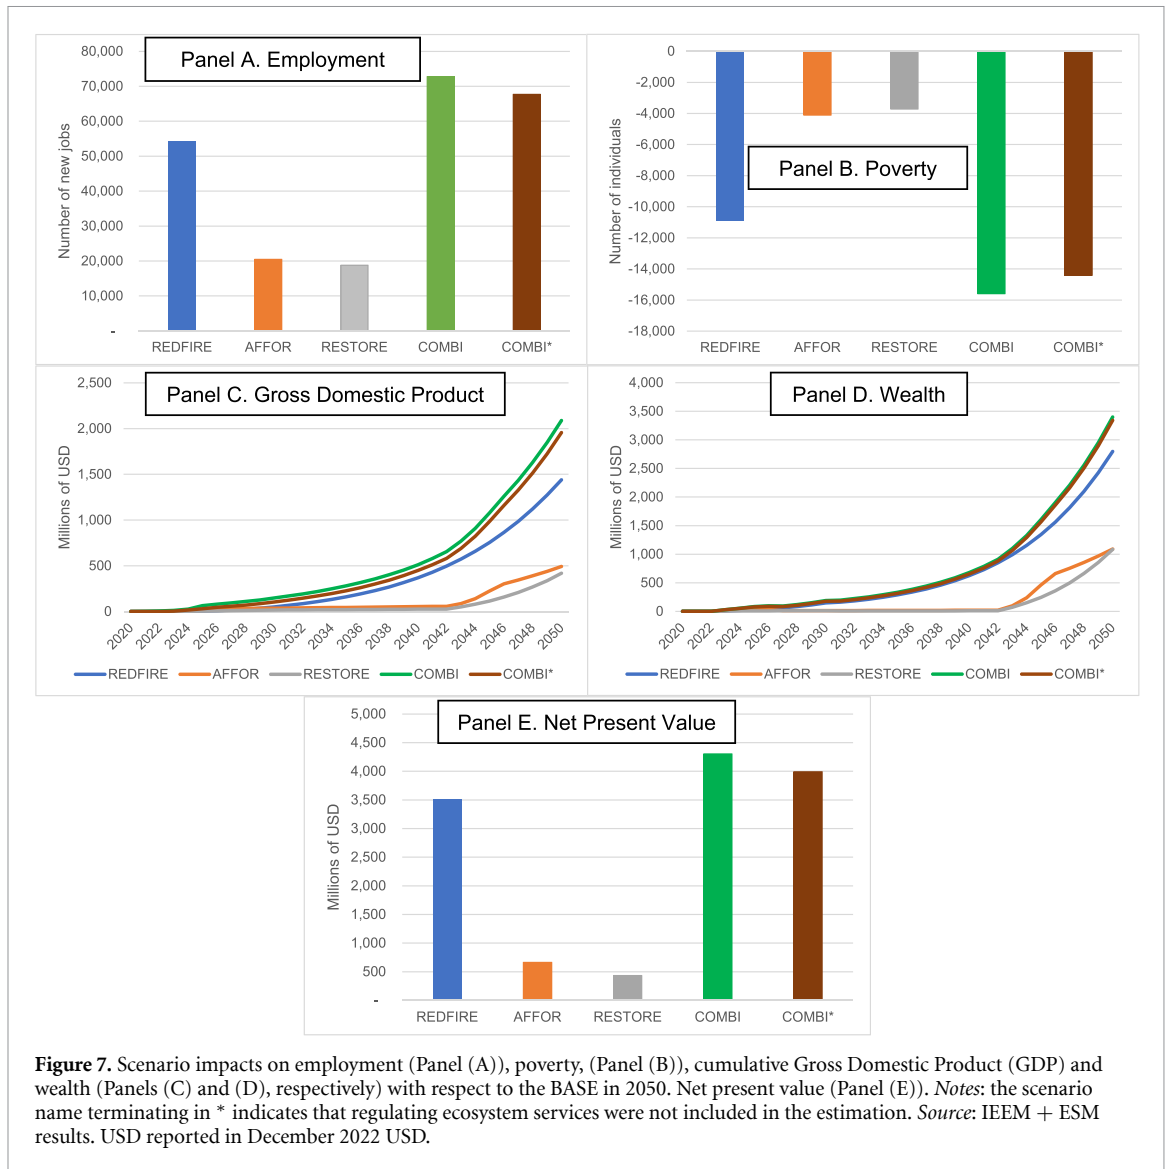 Panel A. Employment
Number of new jobs
80,000
70,000
60,000
50,000
40,000
30,000
20,000
10,000
-
REDFIRE AFFOR RESTORE COMBI COMBI*
Panel B. Poverty
Number of individuals
0
-2,000
-4,000
-6,000
-8,000
-10,000
-12,000
-14,000
-16,000
-18,000
REDFIRE AFFOR RESTORE COMBI COMBI*
Panel C. Gross Domestic Product
Millions of USD
2,500
2,000
1,500
1,000
500
0
2020 2022 2024 2026 2028 2030 2032 2034 2036 2038 2040 2042 2044 2046 2048 2050
REDFIRE AFFOR RESTORE COMBI COMBI*
Panel D. Wealth
Millions of USD
4,000
3,500
3,000
2,500
2,000
1,500
1,000
500
0
2020 2022 2024 2026 2028 2030 2032 2034 2036 2038 2040 2042 2044 2046 2048 2050
REDFIRE AFFOR RESTORE COMBI COMBI*
Panel E. Net Present Value
Millions of USD
5,000
4,500
4,000
3,500
3,000
2,500
2,000
1,500
1,000
500
-
REDFIRE AFFOR RESTORE COMBI COMBI*
Figure 7. Scenario impacts on employment (Panel (A)), poverty, (Panel (B)), cumulative Gross Domestic Product (GDP) and
wealth (Panels (C) and (D), respectively) with respect to the BASE in 2050. Net present value (Panel (E)). Notes: the scenario
name terminating in * indicates that regulating ecosystem services were not included in the estimation. Source: IEEM + ESM
results. USD reported in December 2022 USD.